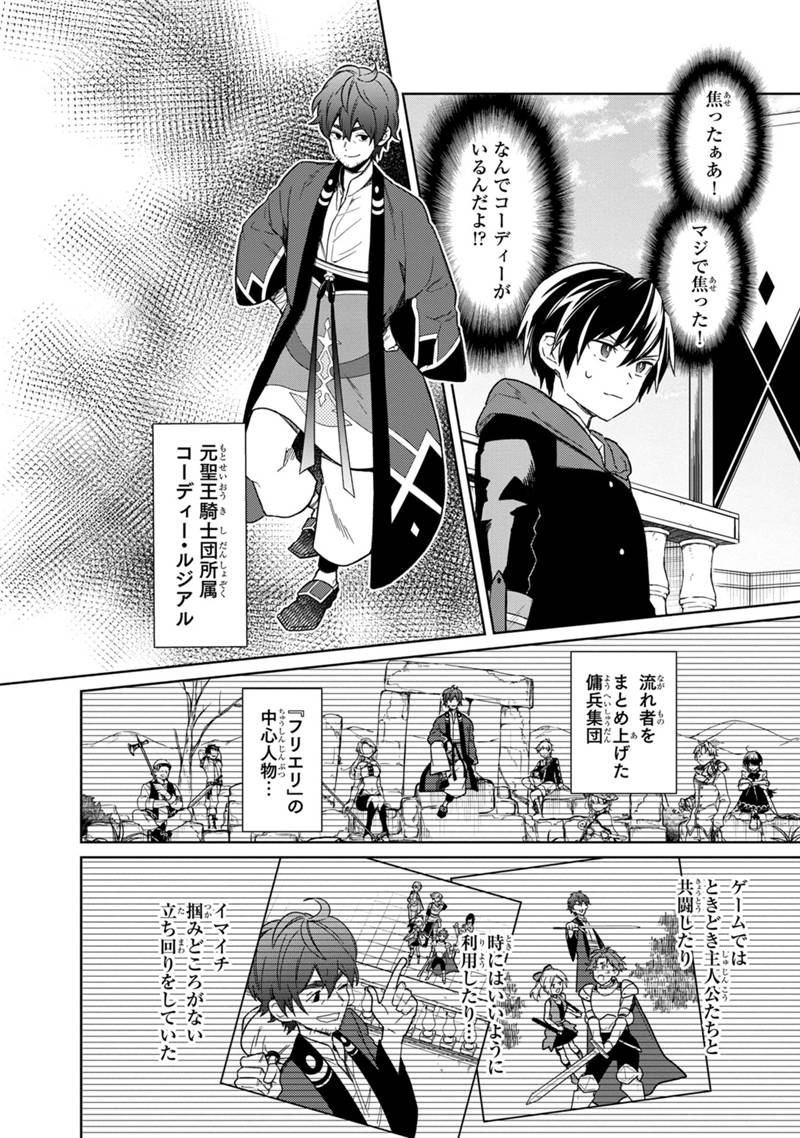 焦ったぁあ！
マジで焦った！
なんでコーディーが
いるんだよ!?
元聖王騎士団所属
コーディー・ルジアル
流れ者を
まとめ上げた
傭兵集団
『フリエリ』の
中心人物…
ゲームでは
ときどき主人公たちと
共闘したり
時にはいいように
利用したり…
イマイチ
掴みどころがない
立ち回りをしていた